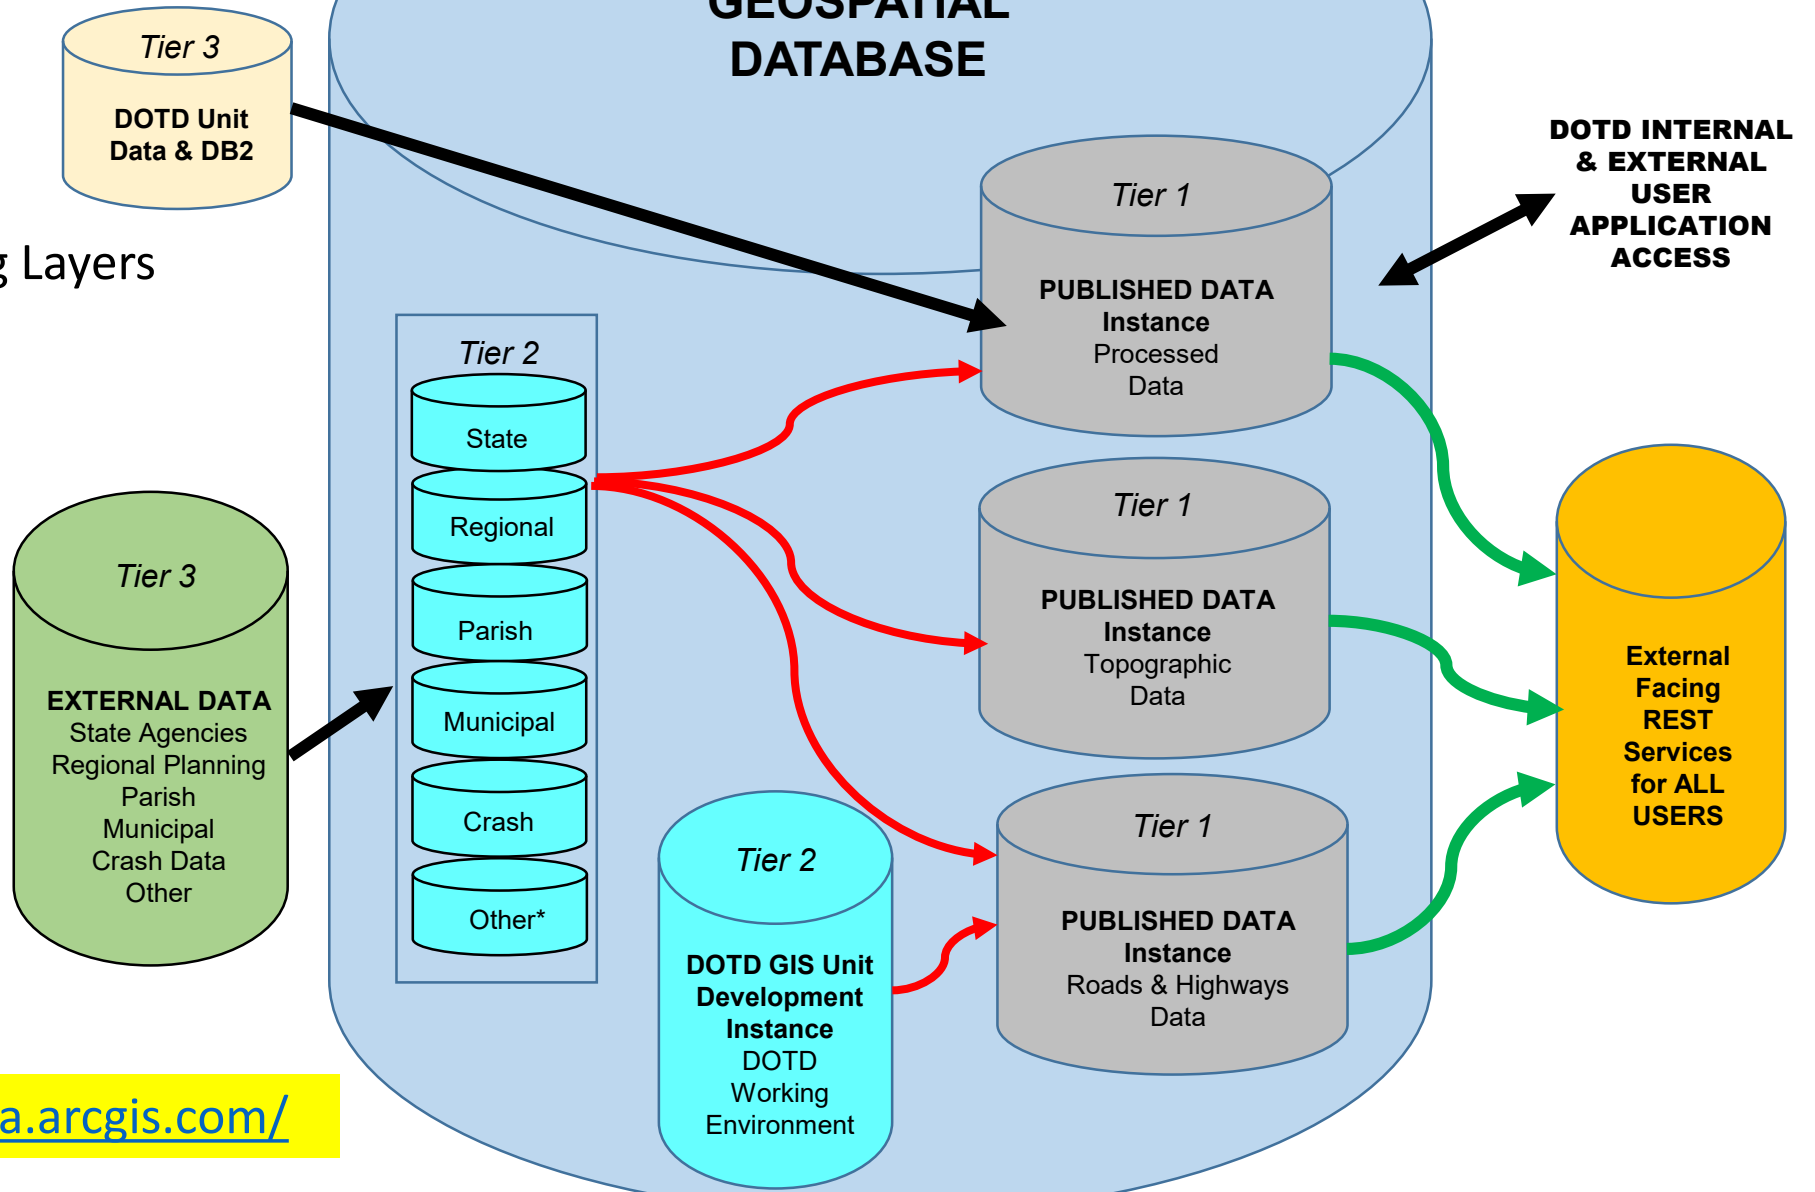 GEOSPATIAL
DATABASE
Tier 3
DOTD Unit
Data & DB2
Layers
Tier 3
EXTERNAL DATA
State Agencies
Regional Planning
Parish
Municipal
Crash Data
Other
a.arcgis.com/
Tier 2
State
Regional
Parish
Municipal
Crash
Other*
Tier 2
DOTD GIS Unit
Development
Instance
DOTD
Working
Environment
Tier 1
PUBLISHED DATA
Instance
Processed
Data
Tier 1
PUBLISHED DATA
Instance
Topographic
Data
Tier 1
PUBLISHED DATA
Instance
Roads & Highways
Data
DOTD INTERNAL
& EXTERNAL
USER
APPLICATION
ACCESS
External
Facing
REST
Services
for ALL
USERS